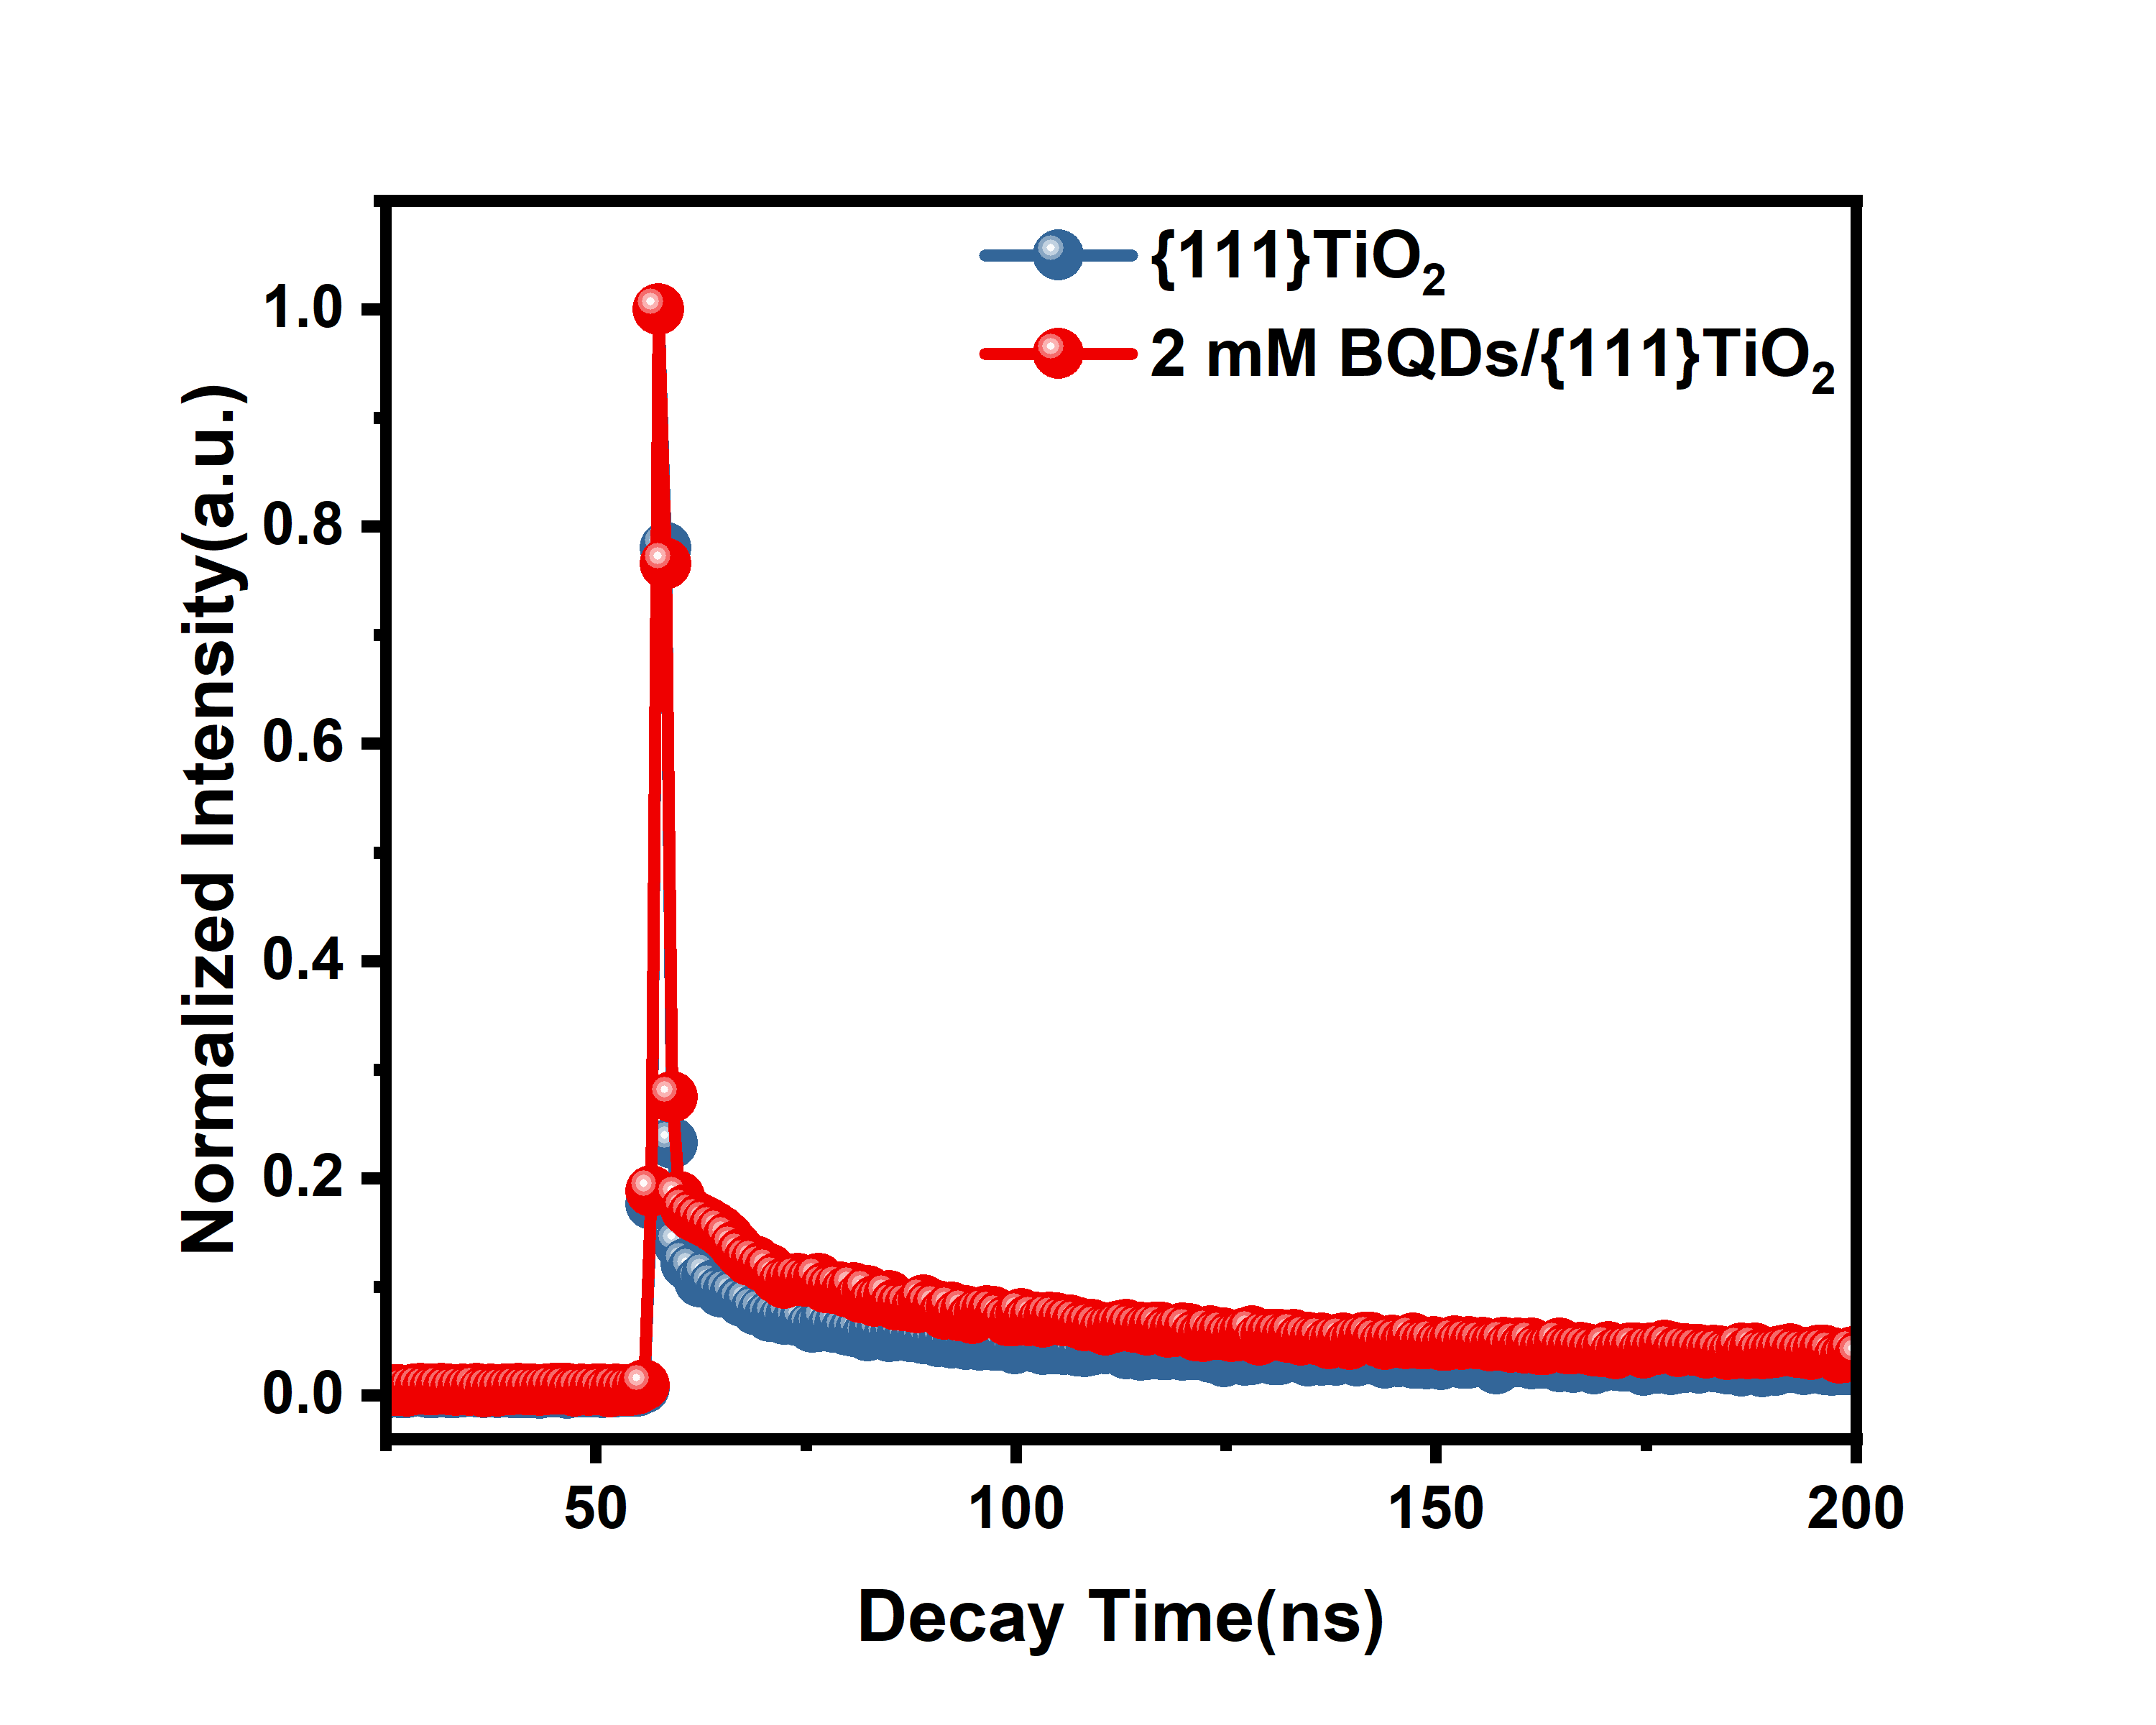 {111}TiO₂
2 mM BQDs/{111}TiO₂
Normalized Intensity(a.u.)
1.0
0.8
0.6
0.4
0.2
0.0
50 100 150 200
Decay Time(ns)